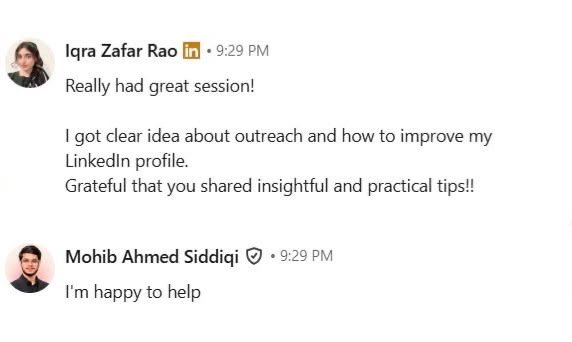 Iqra Zafar Rao in • 9:29 PM
Really had great session!
I got clear idea about outreach and how to improve my
LinkedIn profile.
Grateful that you shared insightful and practical tips!!
Mohib Ahmed Siddiqi • 9:29 PM
I'm happy to help